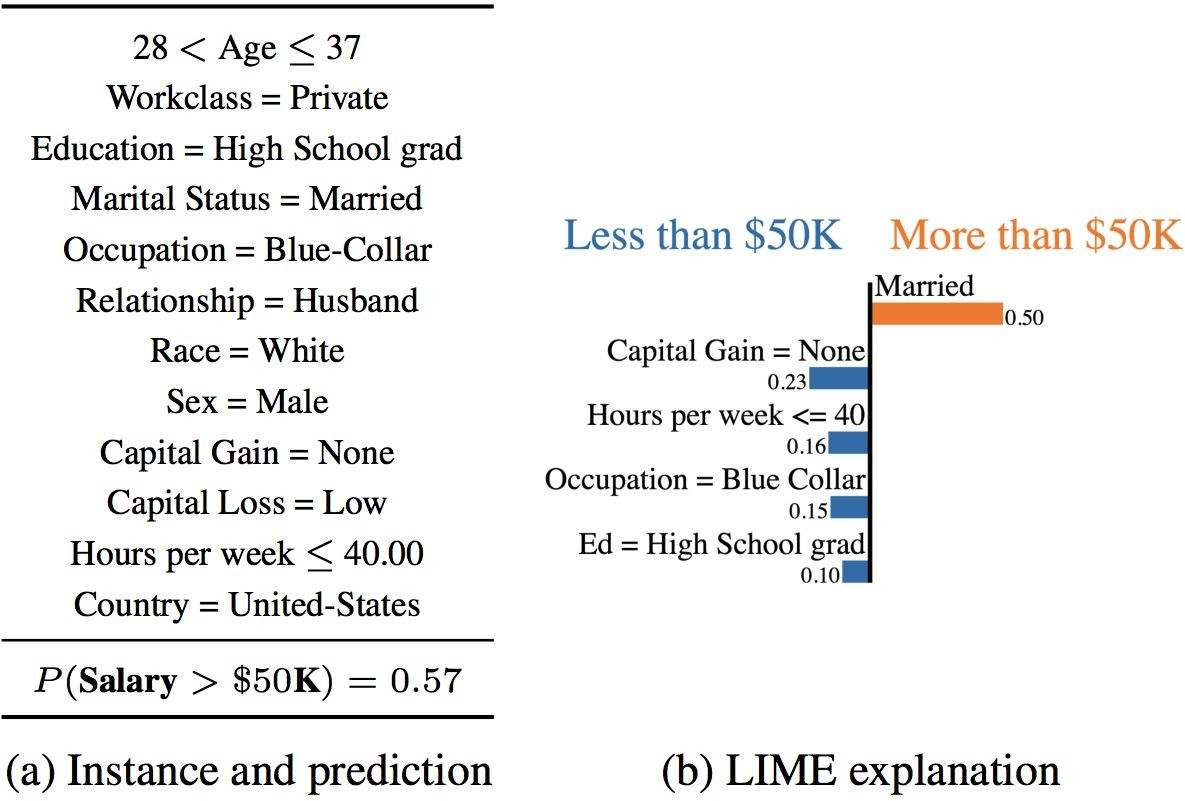 28 < Age ≤ 37
Workclass = Private
Education = High School grad
Marital Status = Married
Occupation = Blue-Collar
Relationship = Husband
Race = White
Sex = Male
Capital Gain = None
Capital Loss = Low
Hours per week ≤ 40.00
Country = United-States
P(Salary > $50K) = 0.57
(a) Instance and prediction
Less than $50K More than $50K
Married
0.50
Capital Gain = None
0.23
Hours per week <= 40
0.16
Occupation = Blue Collar
0.15
Ed = High School grad
0.10
(b) LIME explanation